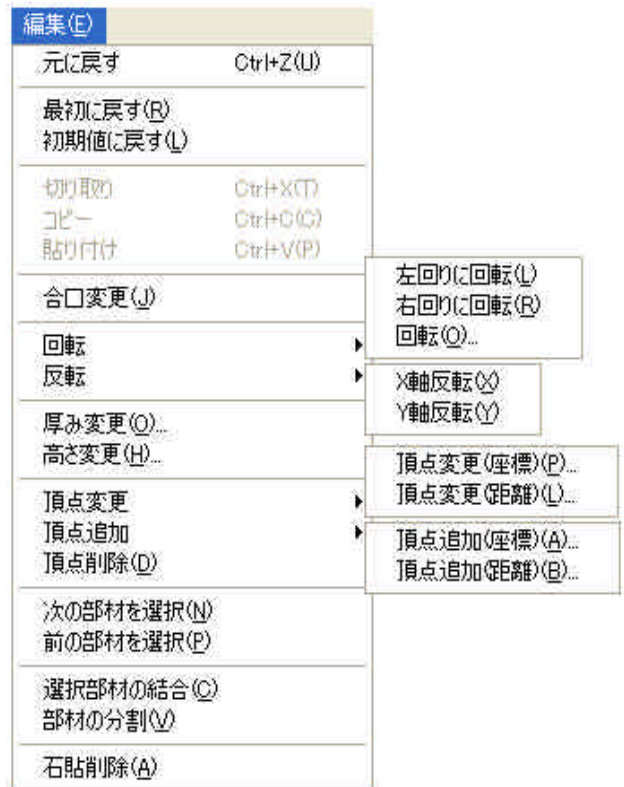 編集(E)
元に戻す Ctrl+Z(U)
最初に戻す(R)
初期値に戻す(L)
切り取り Ctrl+X(T)
コピー Ctrl+C(C)
貼り付け Ctrl+V(P)
合口変更(J)
回転
左回りに回転(L)
右回りに回転(R)
回転(O)...
反転
X軸反転(X)
Y軸反転(Y)
厚み変更(O)...
高さ変更(H)...
頂点変更
頂点変更(座標)(P)...
頂点変更(距離)(L)...
頂点追加
頂点追加(座標)(A)...
頂点追加(距離)(B)...
頂点削除(D)
次の部材を選択(N)
前の部材を選択(P)
選択部材の結合(C)
部材の分割(V)
石貼削除(A)